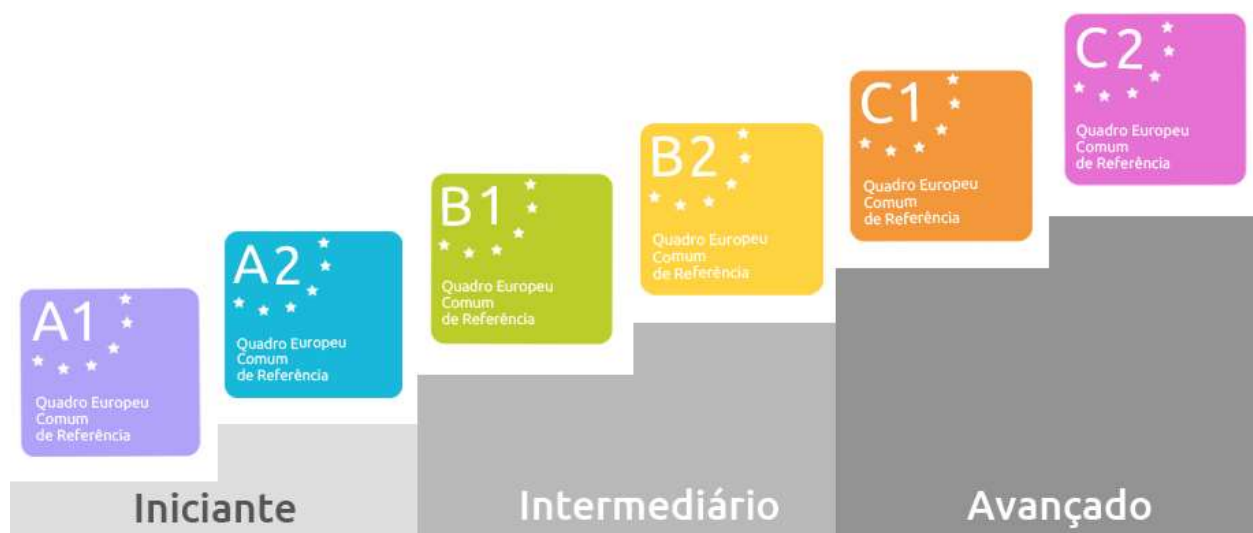 A1
Quadro Europeu
Comum
de Referência
A2
Quadro Europeu
Comum
de Referência
B1
Quadro Europeu
Comum
de Referência
B2
Quadro Europeu
Comum
de Referência
C1
Quadro Europeu
Comum
de Referência
C2
Quadro Europeu
Comum
de Referência
Iniciante
Intermediário
Avançado